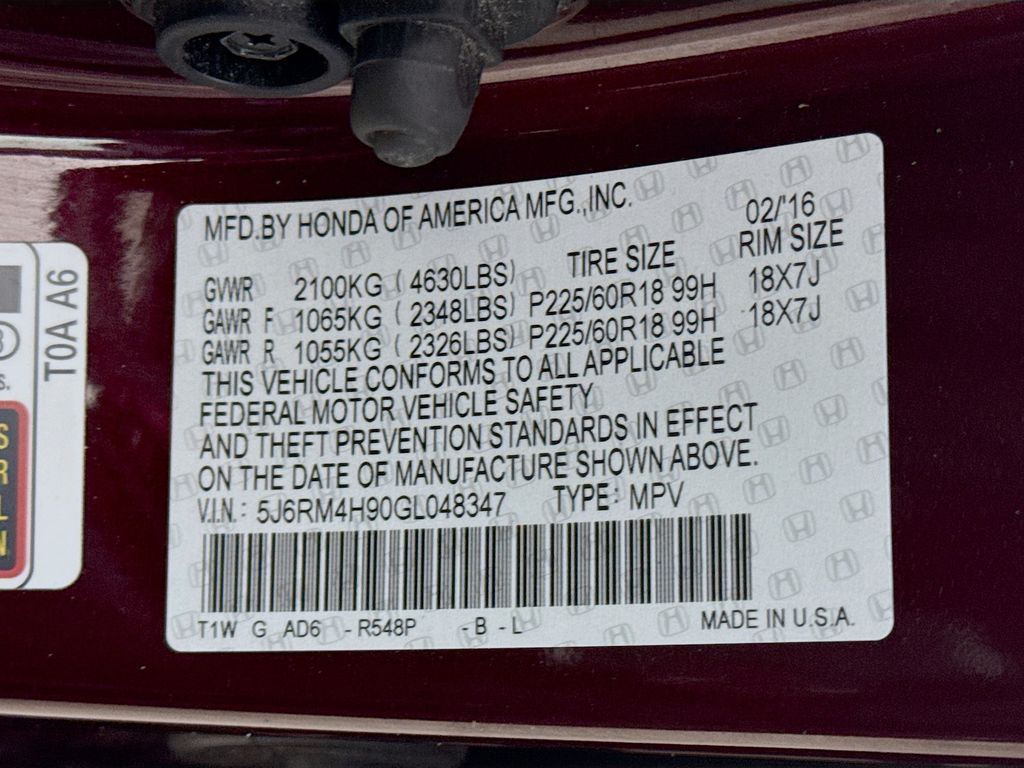 MFD.BY HONDA OF AMERICA MFG.,INC. 02/'16
TIRE SIZE RIM SIZE
GVWR 2100KG ( 4630LBS)
GAWR F 1065KG ( 2348LBS) P225/60R18 99H 18X7J
GAWR R 1055KG ( 2326LBS) P225/60R18 99H 18X7J
THIS VEHICLE CONFORMS TO ALL APPLICABLE
FEDERAL MOTOR VEHICLE SAFETY
AND THEFT PREVENTION STANDARDS IN EFFECT
ON THE DATE OF MANUFACTURE SHOWN ABOVE.
V.I.N.: 5J6RM4H90GL048347 TYPE: MPV
T1W G AD6 -R548P -B -L MADE IN U.S.A.
T0A A6